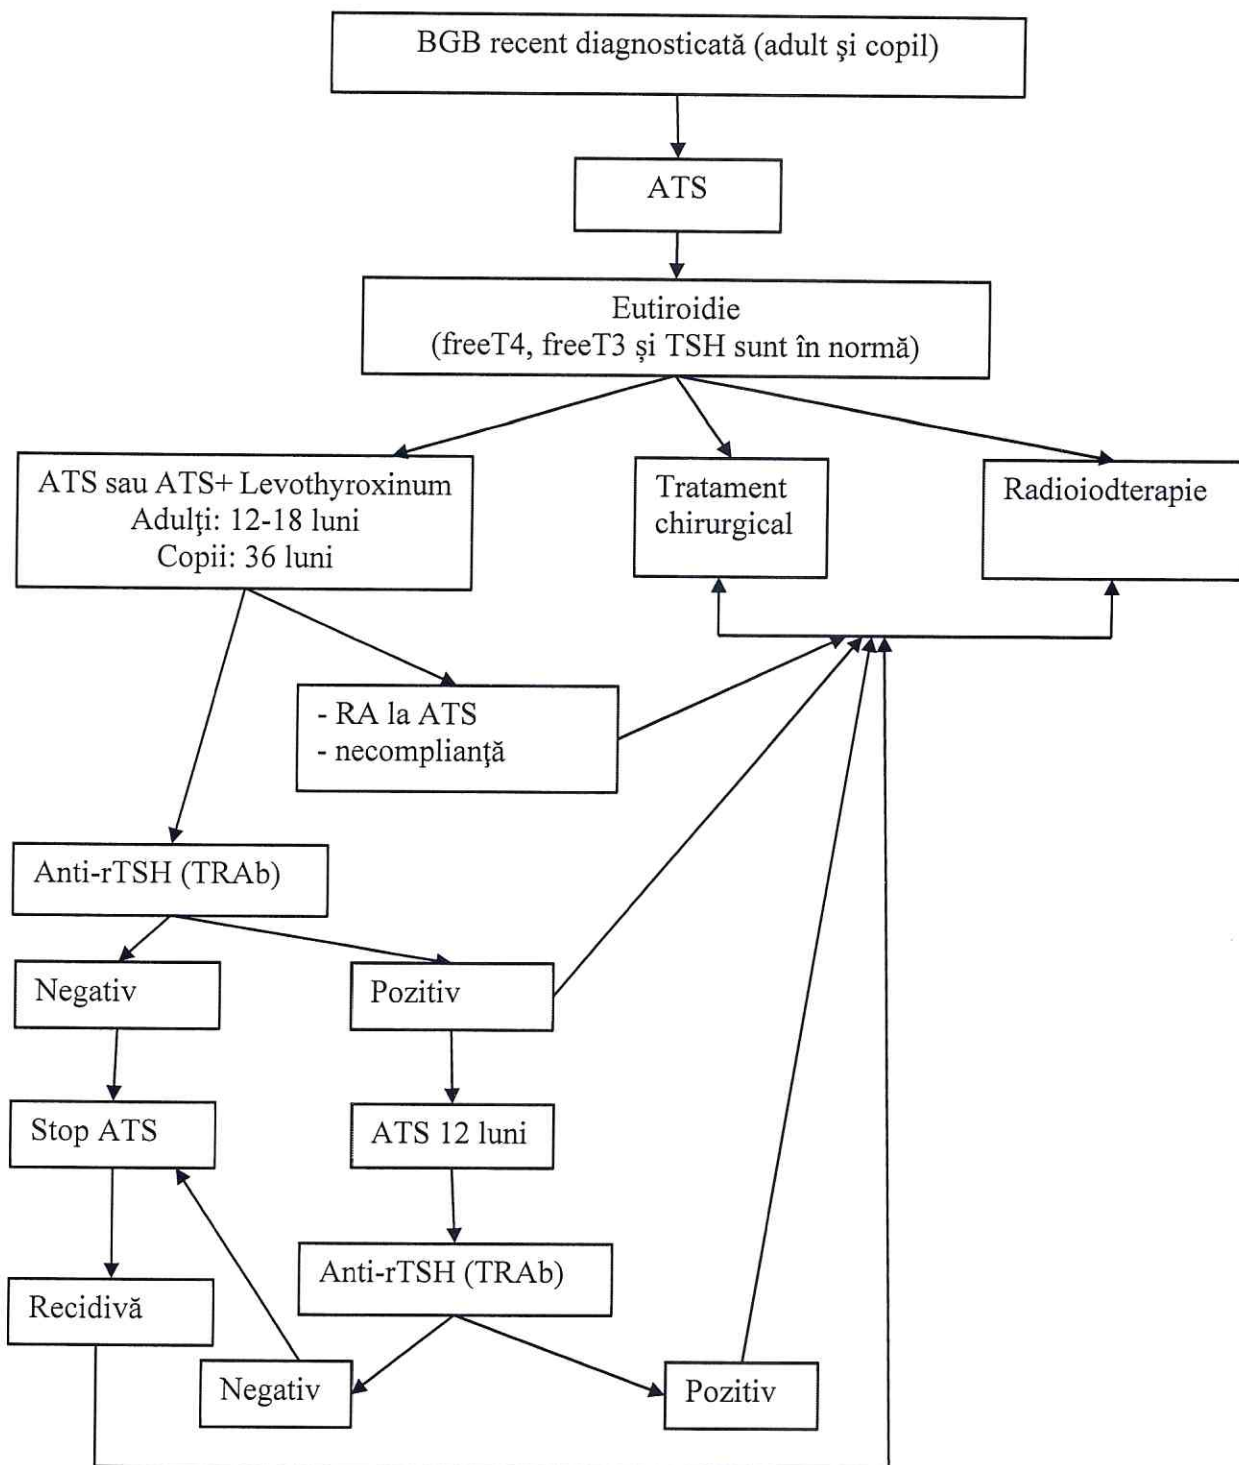 BGB recent diagnosticată (adult şi copil)
ATS
Eutiroidie
(freeT4, freeT3 și TSH sunt în normă)
ATS sau ATS+ Levothyroxinum
Adulţi: 12-18 luni
Copii: 36 luni
Tratament
chirurgical
Radioiodterapie
- RA la ATS
- necomplianţă
Anti-rTSH (TRAb)
Negativ
Pozitiv
Stop ATS
ATS 12 luni
Anti-rTSH (TRAb)
Recidivă
Negativ
Pozitiv